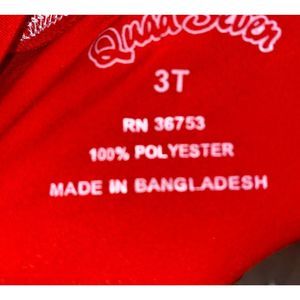 Quad Seven
3T
RN 36753
100% POLYESTER
MADE IN BANGLADESH